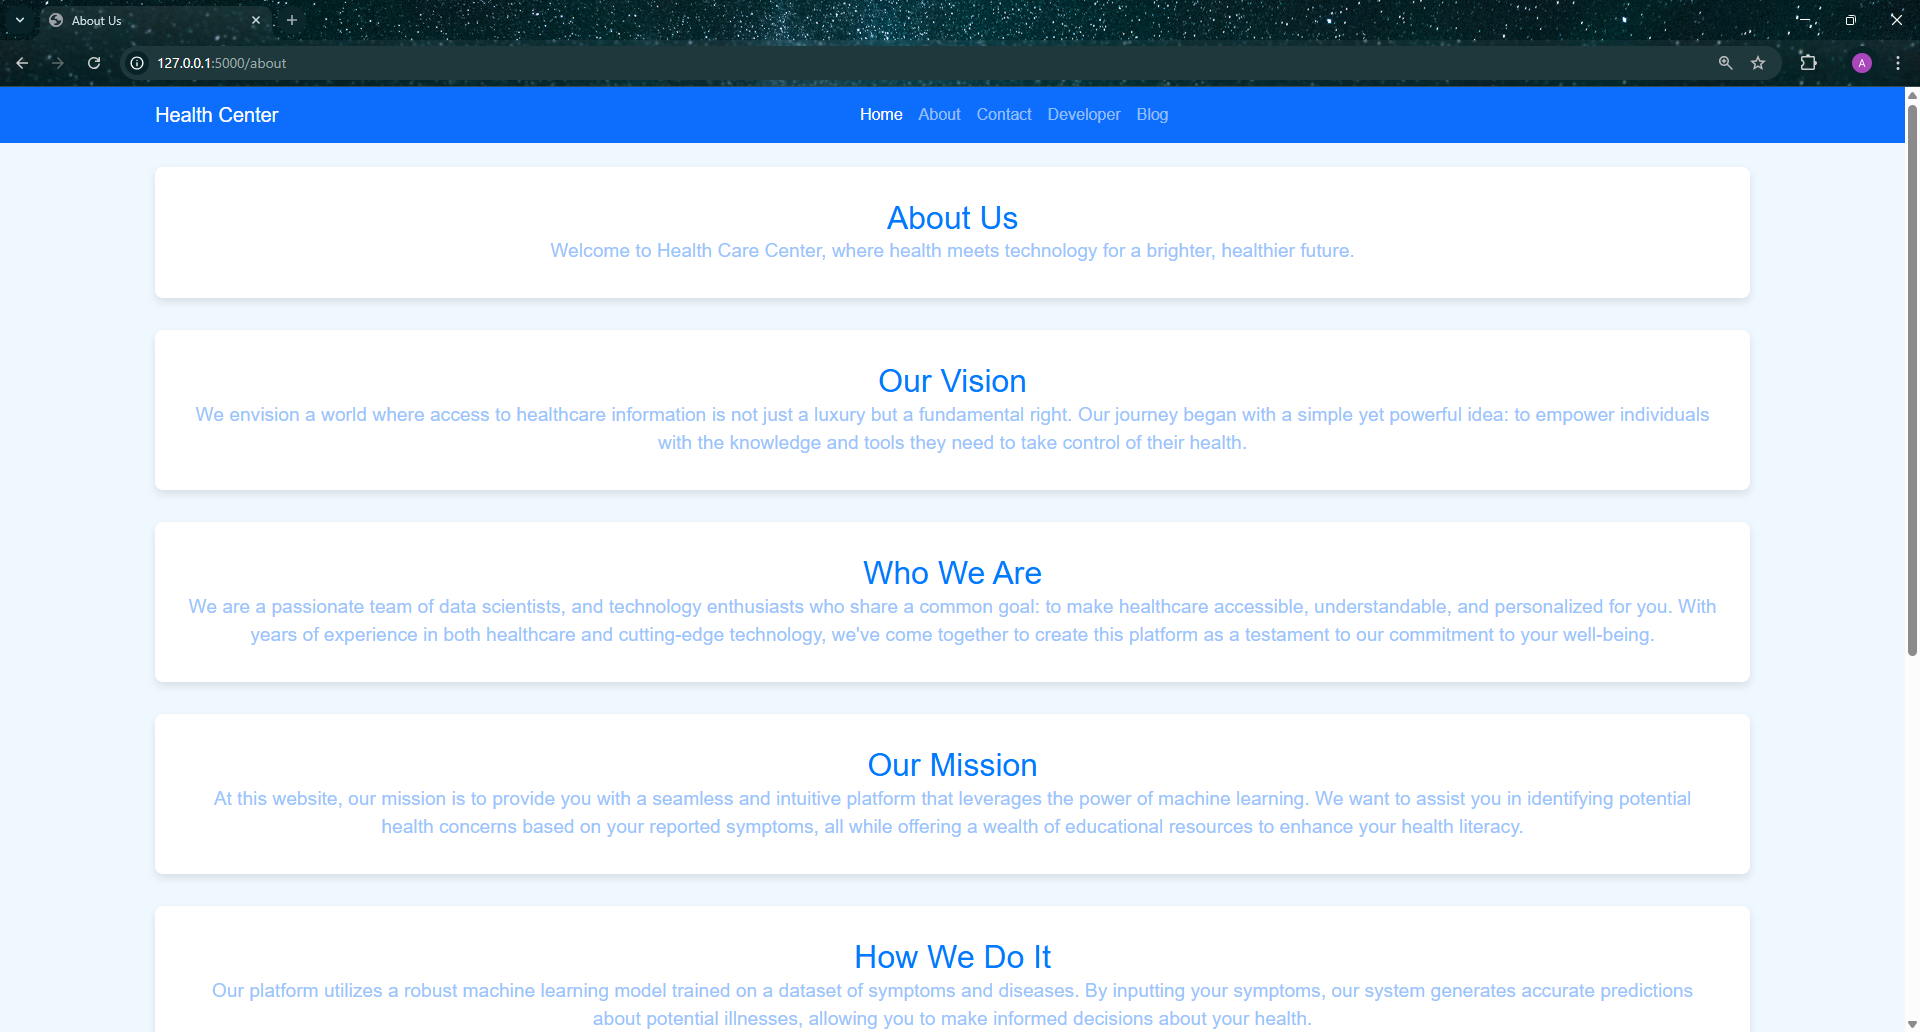 About Us
127.0.0.1:5000/about
A
Health Center
Home About Contact Developer Blog
About Us
Welcome to Health Care Center, where health meets technology for a brighter, healthier future.
Our Vision
We envision a world where access to healthcare information is not just a luxury but a fundamental right. Our journey began with a simple yet powerful idea: to empower individuals
with the knowledge and tools they need to take control of their health.
Who We Are
We are a passionate team of data scientists, and technology enthusiasts who share a common goal: to make healthcare accessible, understandable, and personalized for you. With
years of experience in both healthcare and cutting-edge technology, we've come together to create this platform as a testament to our commitment to your well-being.
Our Mission
At this website, our mission is to provide you with a seamless and intuitive platform that leverages the power of machine learning. We want to assist you in identifying potential
health concerns based on your reported symptoms, all while offering a wealth of educational resources to enhance your health literacy.
How We Do It
Our platform utilizes a robust machine learning model trained on a dataset of symptoms and diseases. By inputting your symptoms, our system generates accurate predictions
about potential illnesses, allowing you to make informed decisions about your health.